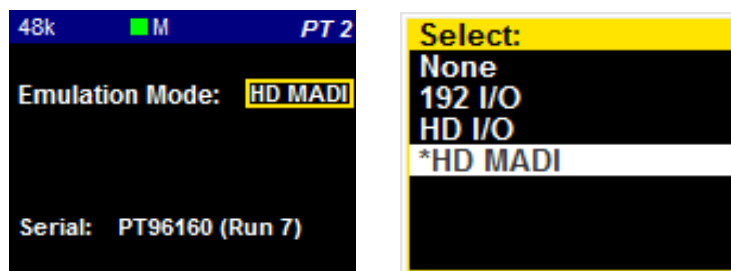 48k M PT 2
Emulation Mode: HD MADI
Serial: PT96160 (Run 7)
Select:
None
192 I/O
HD I/O
*HD MADI